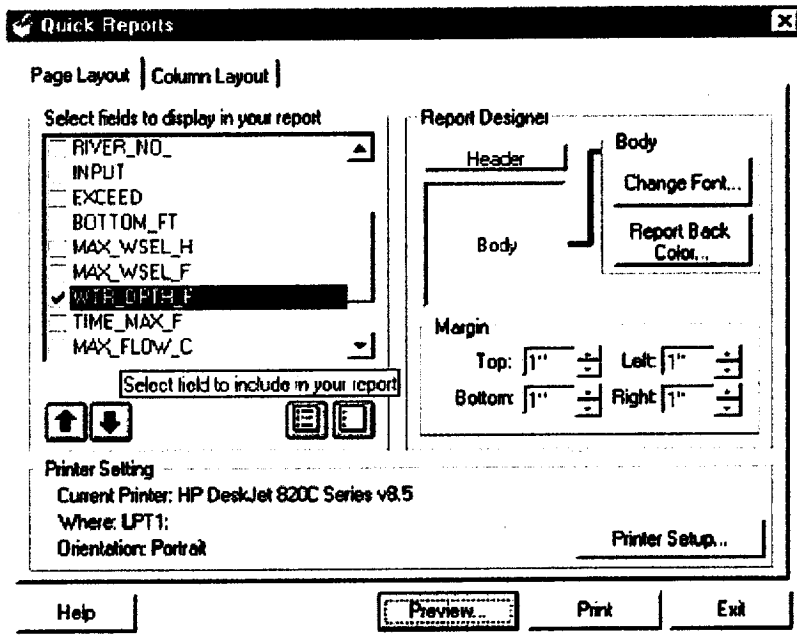 Quick Reports
Page Layout
Column Layout
Select fields to display in your report
RIVER_NO_
INPUT
EXCEED
BOTTOM_FT
MAX_WSEL_H
MAX_WSEL_F
WTR_DPTH_F
TIME_MAX_F
MAX_FLOW_C
Select field to include in your report
Report Designer
Header
Body
Body
Change Font...
Report Back
Color...
Margin
Top: 1" Left: 1"
Bottom: 1" Right: 1"
Printer Setting
Current Printer: HP DeskJet 820C Series v8.5
Where: LPT1:
Orientation: Portrait
Printer Setup...
Help
Preview...
Print
Exit